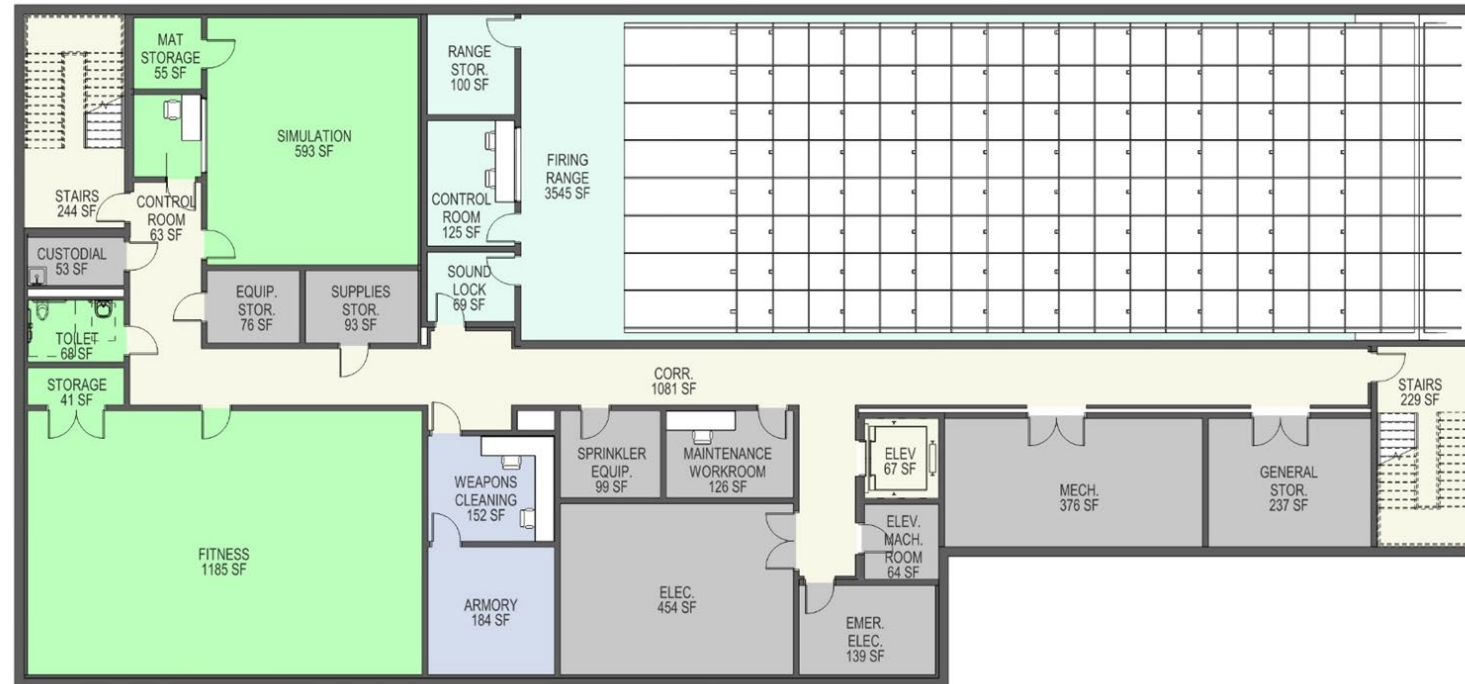 MAT
STORAGE
55 SF
SIMULATION
593 SF
RANGE
STOR.
100 SF
FIRING
RANGE
3545 SF
CONTROL
ROOM
125 SF
STAIRS
244 SF
CONTROL
ROOM
63 SF
CUSTODIAL
53 SF
EQUIP.
STOR.
76 SF
SUPPLIES
STOR.
93 SF
SOUND
LOCK
69 SF
TOILET
68 SF
STORAGE
41 SF
CORR.
1081 SF
STAIRS
229 SF
FITNESS
1185 SF
WEAPONS
CLEANING
152 SF
ARMORY
184 SF
SPRINKLER
EQUIP.
99 SF
MAINTENANCE
WORKROOM
126 SF
ELEV
67 SF
MECH.
376 SF
GENERAL
STOR.
237 SF
ELEC.
454 SF
ELEV.
MACH.
ROOM
64 SF
EMER.
ELEC.
139 SF